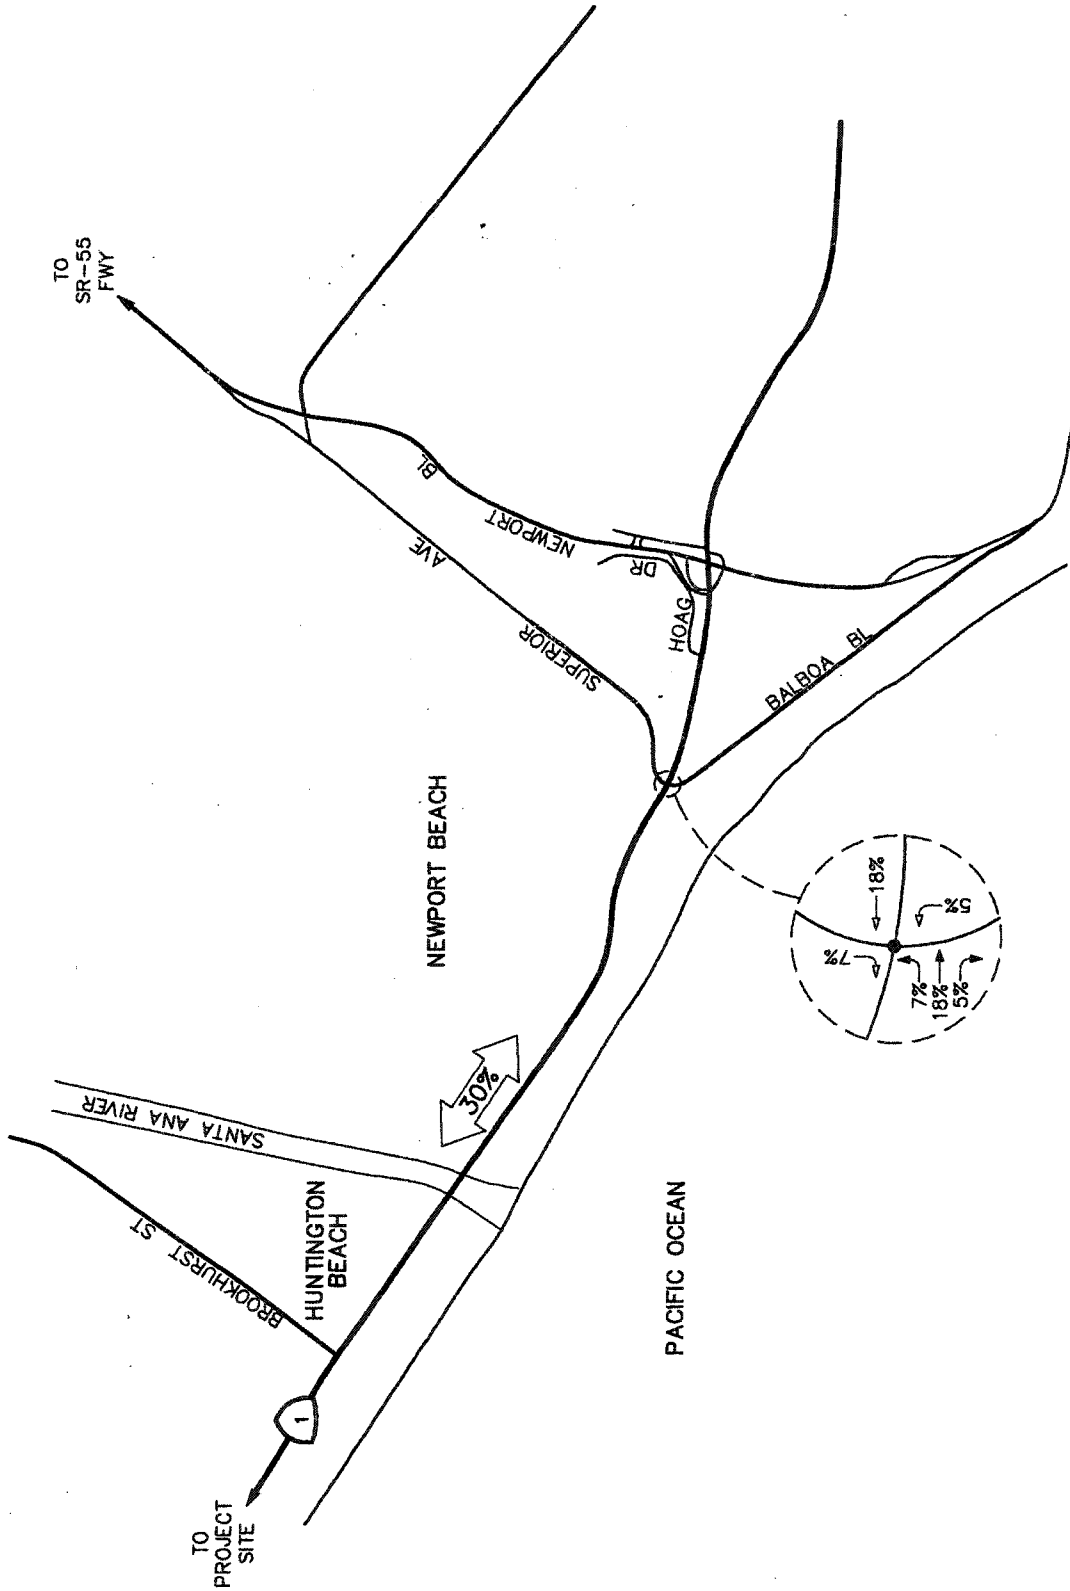 TO
SR-55
FWY
BL
NEWPORT
AVE
SUPERIOR
DR
HOAG
BALBOA BL
NEWPORT BEACH
18%
5%
7%
7%
18%
5%
30%
SANTA ANA RIVER
BROOKHURST ST
HUNTINGTON
BEACH
PACIFIC OCEAN
1
TO
PROJECT
SITE